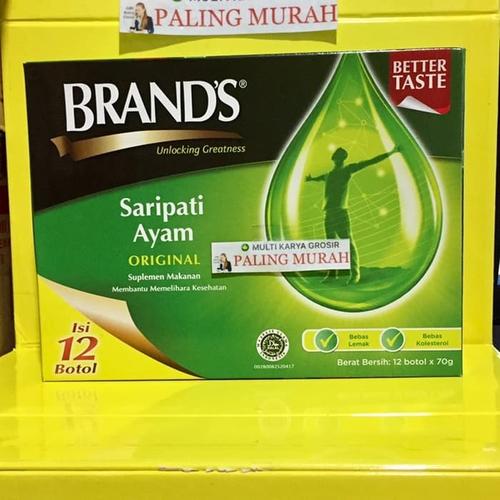 PALING MURAH
BRAND'S®
Unlocking Greatness
BETTER
TASTE
Saripati
Ayam
ORIGINAL
Suplemen Makanan
Membantu Memelihara Kesehatan
MULTI KARYA GROSIR
PALING MURAH
Isi
12
Botol
HALAL
Bebas
Lemak
Bebas
Kolesterol
Berat Bersih: 12 botol x 70g